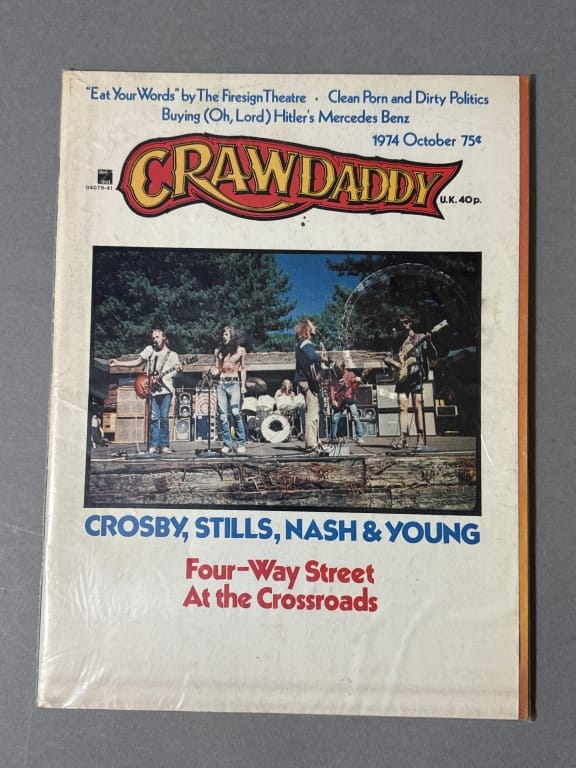 "Eat Your Words" by The Firesign Theatre · Clean Porn and Dirty Politics
Buying (Oh, Lord) Hitler's Mercedes Benz
1974 October 75¢
CRAWDADDY
04075-41
U.K. 40p.
CROSBY, STILLS, NASH & YOUNG
Four-Way Street
At the Crossroads